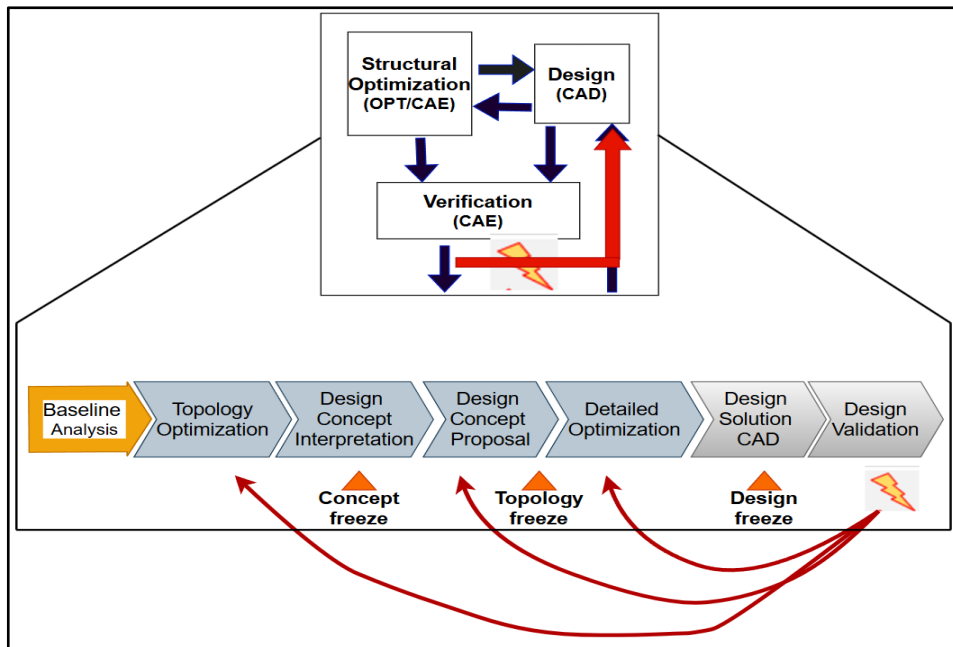 Structural
Optimization
(OPT/CAE)
Design
(CAD)
Verification
(CAE)
Baseline
Analysis
Topology
Optimization
Design
Concept
Interpretation
Design
Concept
Proposal
Detailed
Optimization
Design
Solution
CAD
Design
Validation
Concept
freeze
Topology
freeze
Design
freeze